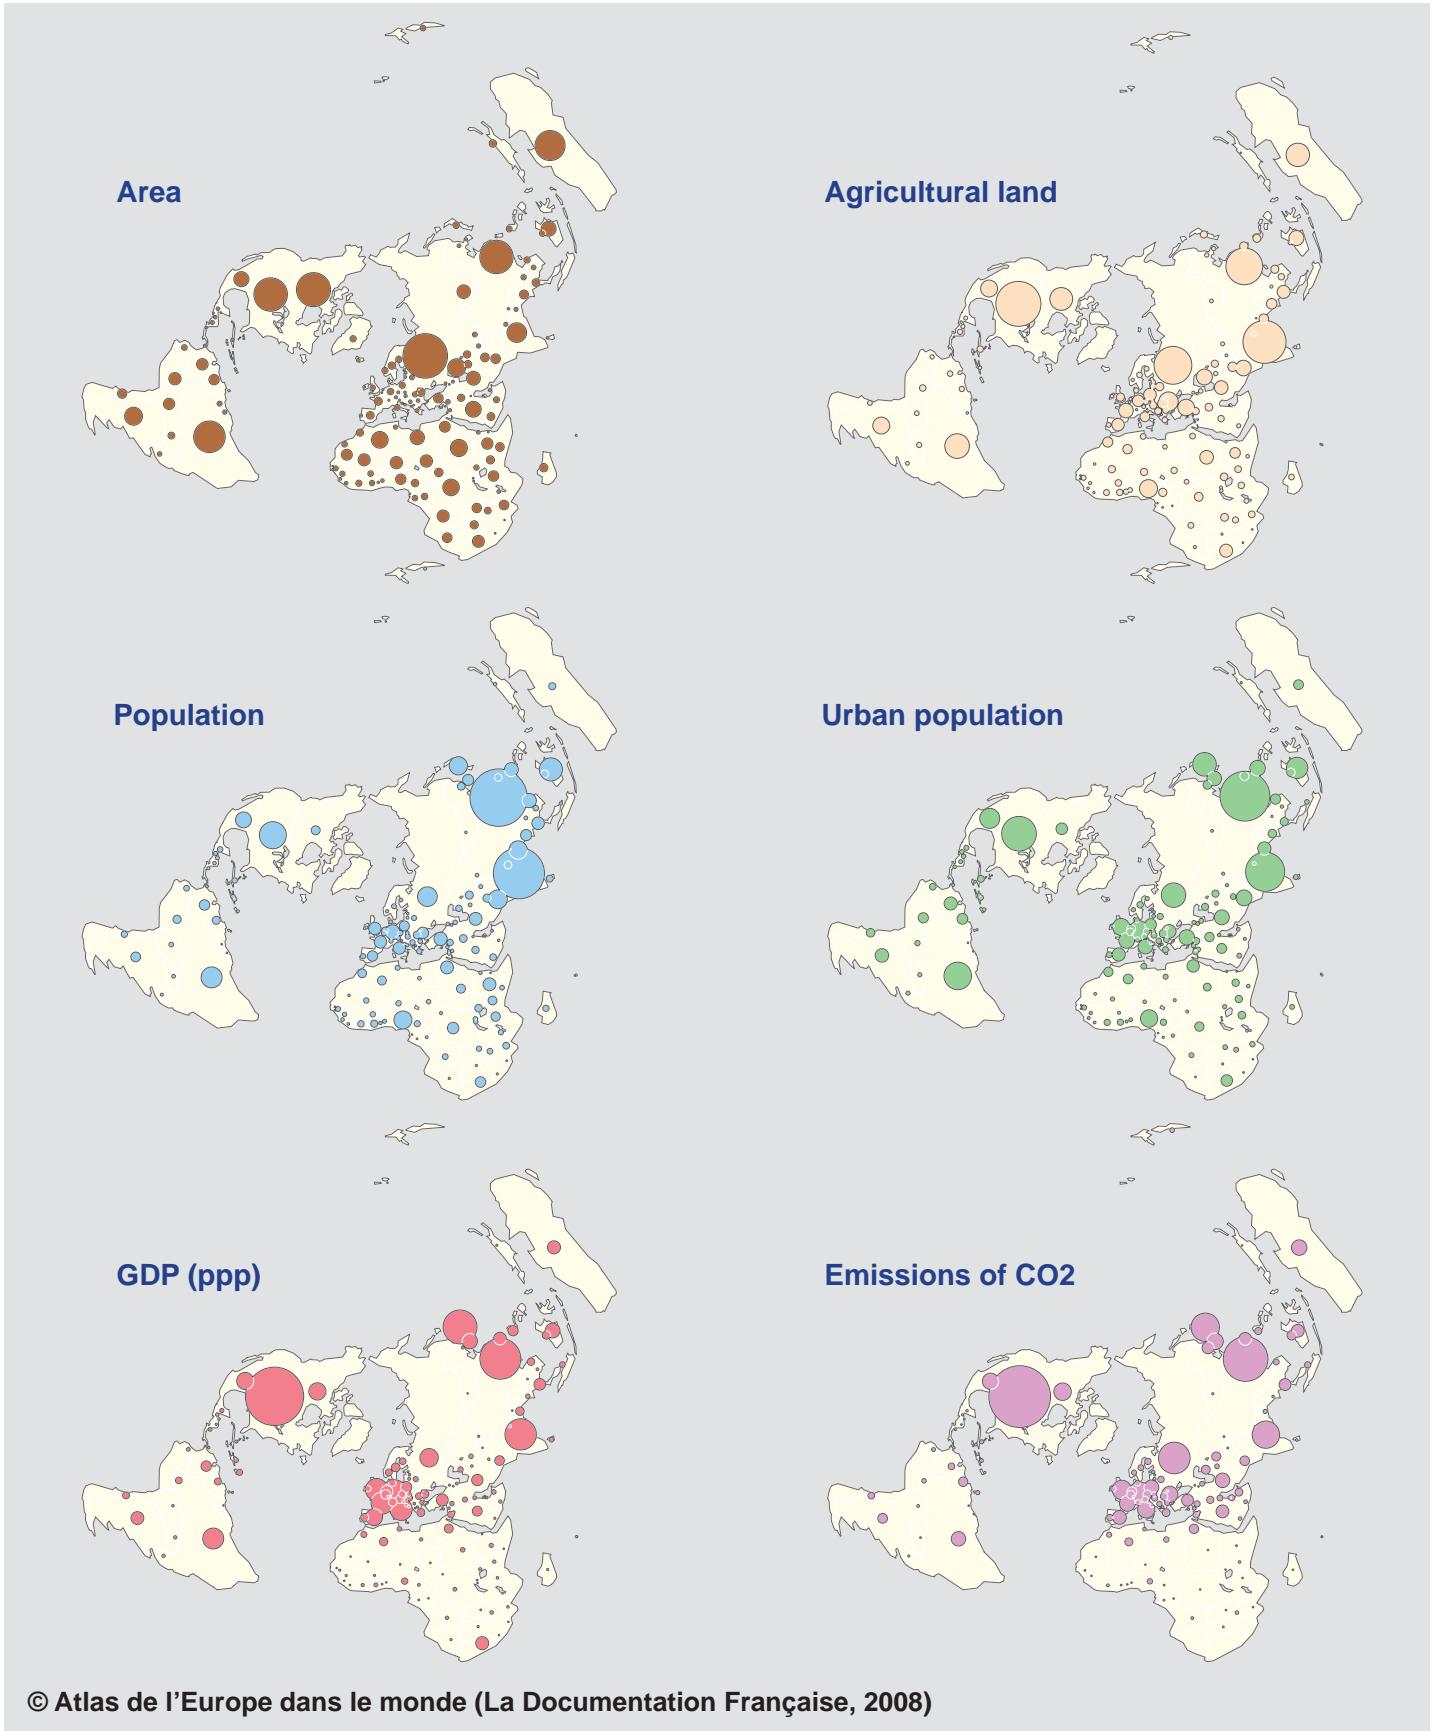 Area
Agricultural land
Population
Urban population
GDP (ppp)
Emissions of CO2
© Atlas de l’Europe dans le monde (La Documentation Française, 2008)